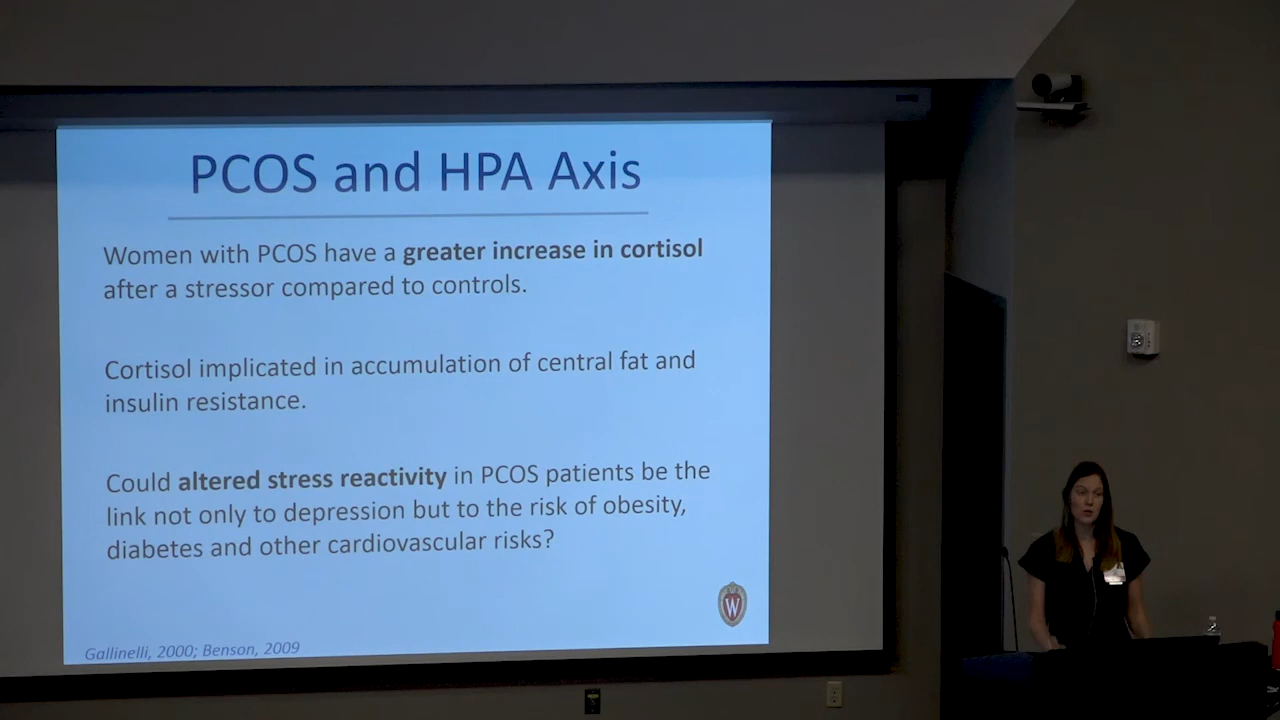 PCOS and HPA Axis
Women with PCOS have a greater increase in cortisol
after a stressor compared to controls.
Cortisol implicated in accumulation of central fat and
insulin resistance.
Could altered stress reactivity in PCOS patients be the
link not only to depression but to the risk of obesity,
diabetes and other cardiovascular risks?
W
Gallinelli, 2000; Benson, 2009